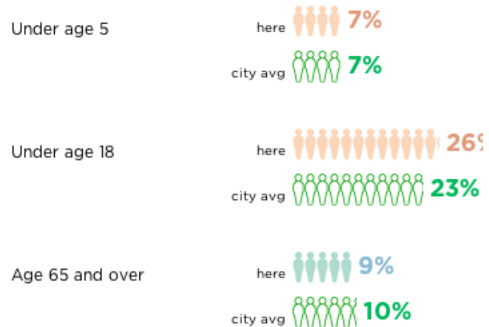 Under age 5
here 7%
city avg 7%
Under age 18
here 26%
city avg 23%
Age 65 and over
here 9%
city avg 10%